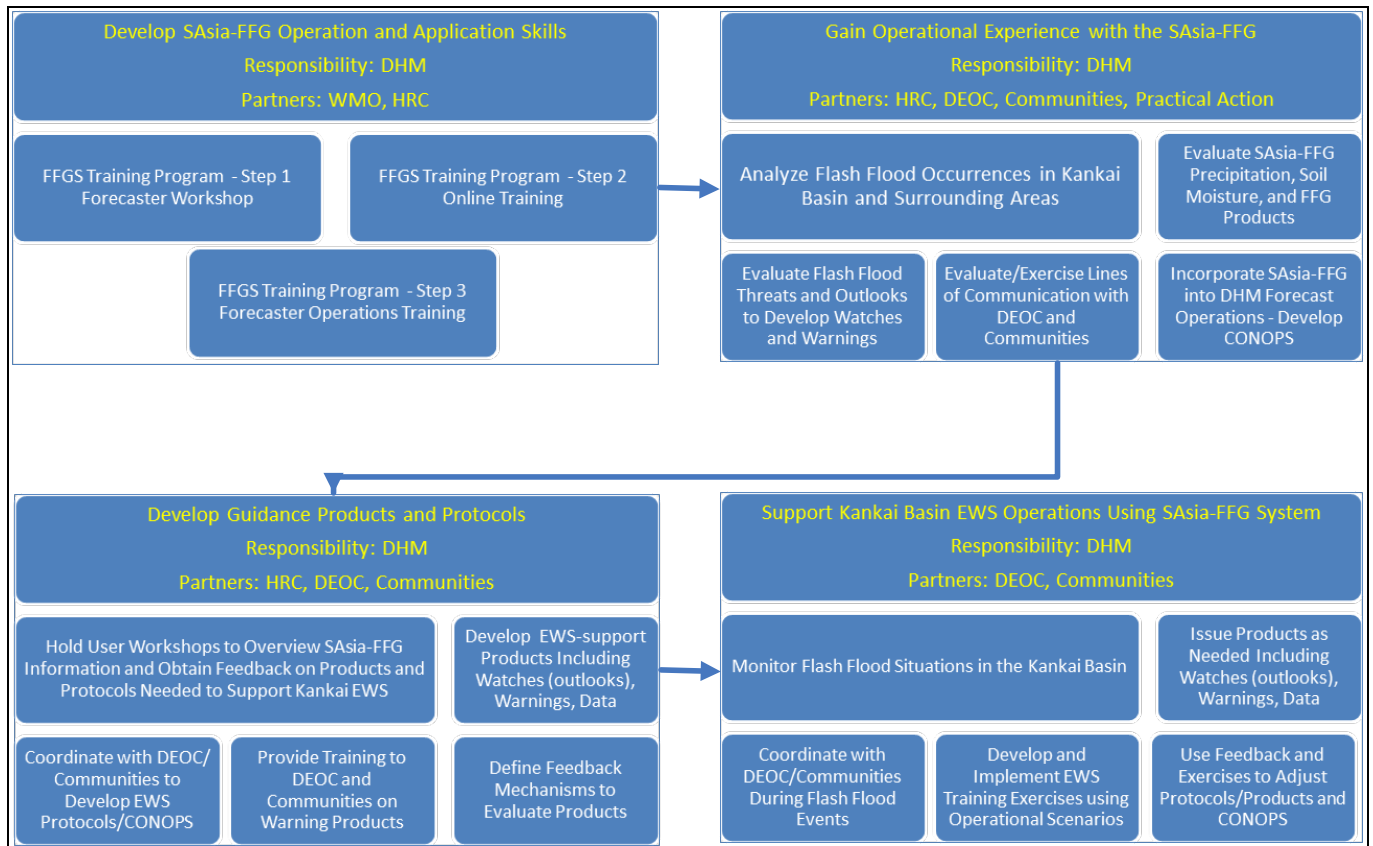 Develop SAsia-FFG Operation and Application Skills
Responsibility: DHM
Partners: WMO, HRC
FFGS Training Program - Step 1
Forecaster Workshop
FFGS Training Program - Step 2
Online Training
FFGS Training Program - Step 3
Forecaster Operations Training
Gain Operational Experience with the SAsia-FFG
Responsibility: DHM
Partners: HRC, DEOC, Communities, Practical Action
Analyze Flash Flood Occurrences in Kankai
Basin and Surrounding Areas
Evaluate SAsia-FFG
Precipitation, Soil
Moisture, and FFG
Products
Evaluate Flash Flood
Threats and Outlooks
to Develop Watches
and Warnings
Evaluate/Exercise Lines
of Communication with
DEOC and
Communities
Incorporate SAsia-FFG
into DHM Forecast
Operations - Develop
CONOPS
Develop Guidance Products and Protocols
Responsibility: DHM
Partners: HRC, DEOC, Communities
Hold User Workshops to Overview SAsia-FFG
Information and Obtain Feedback on Products and
Protocols Needed to Support Kankai EWS
Develop EWS-support
Products Including
Watches (outlooks),
Warnings, Data
Coordinate with DEOC/
Communities to
Develop EWS
Protocols/CONOPS
Provide Training to
DEOC and
Communities on
Warning Products
Define Feedback
Mechanisms to
Evaluate Products
Support Kankai Basin EWS Operations Using SAsia-FFG System
Responsibility: DHM
Partners: DEOC, Communities
Monitor Flash Flood Situations in the Kankai Basin
Issue Products as
Needed Including
Watches (outlooks),
Warnings, Data
Coordinate with
DEOC/Communities
During Flash Flood
Events
Develop and
Implement EWS
Training Exercises using
Operational Scenarios
Use Feedback and
Exercises to Adjust
Protocols/Products and
CONOPS